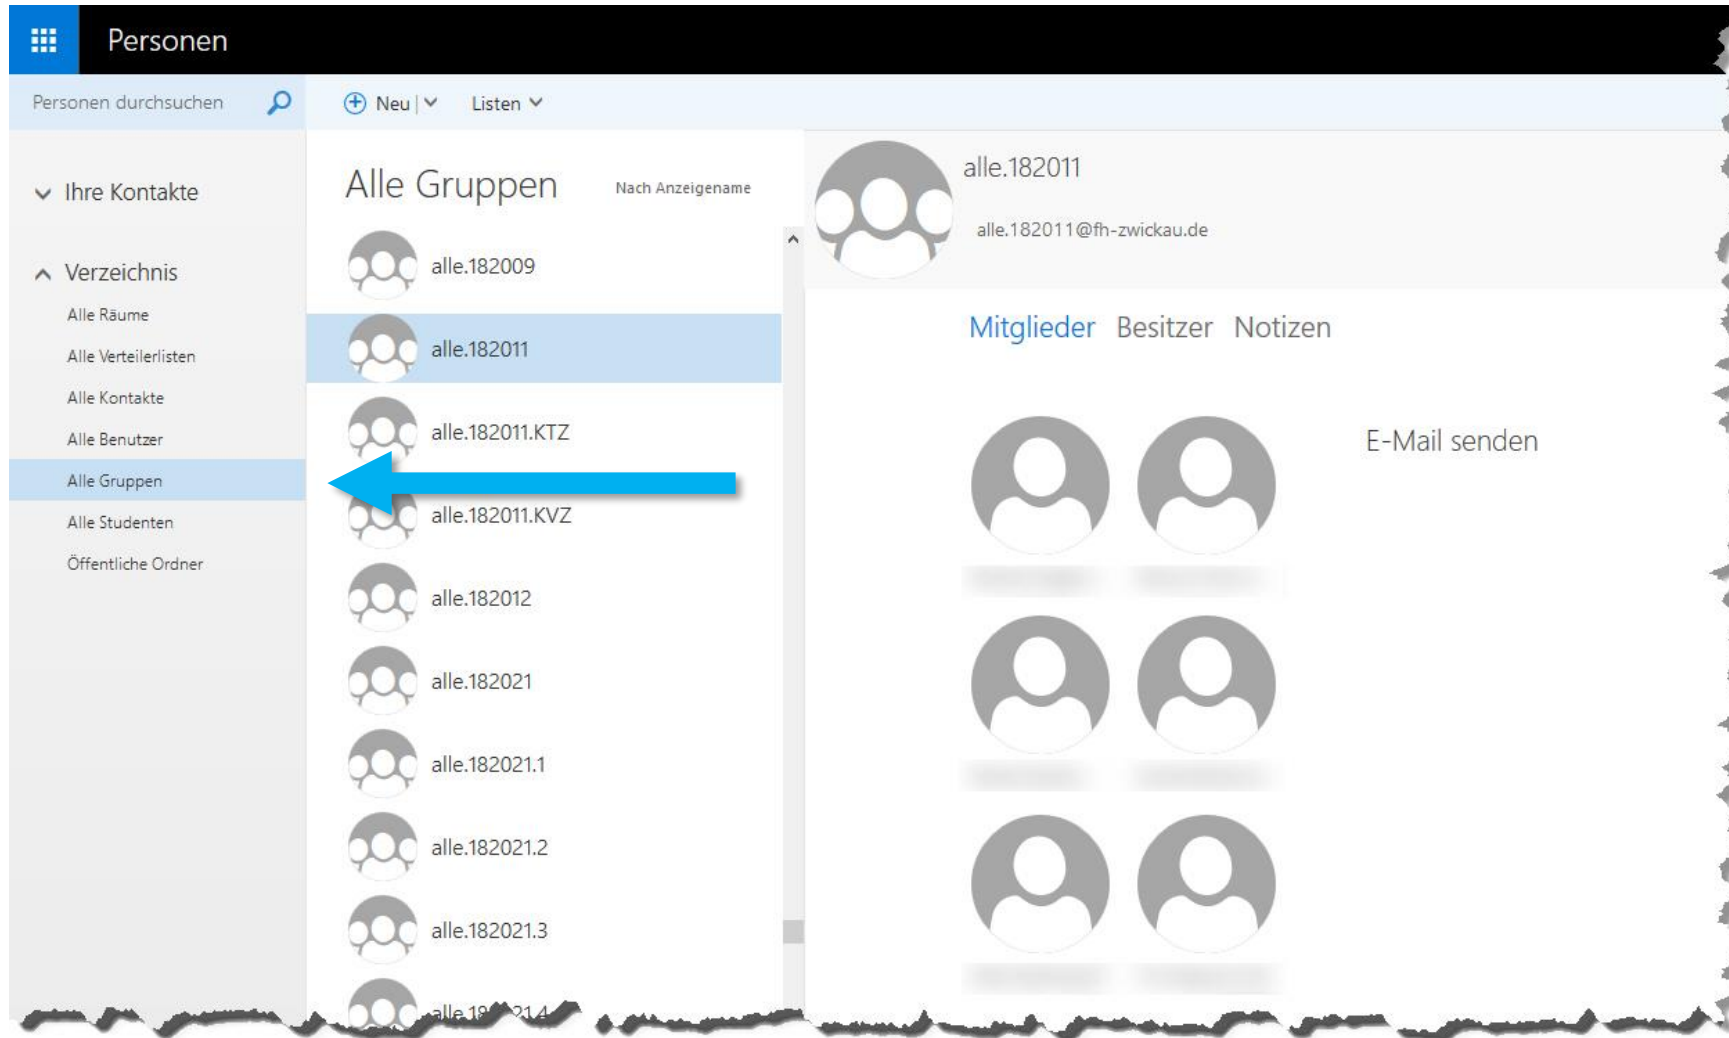 Personen
Personen durchsuchen
Neu
Listen
Ihre Kontakte
Verzeichnis
Alle Räume
Alle Verteilerlisten
Alle Kontakte
Alle Benutzer
Alle Gruppen
Alle Studenten
Öffentliche Ordner
Alle Gruppen
Nach Anzeigename
alle.182009
alle.182011
alle.182011.KTZ
alle.182011.KVZ
alle.182012
alle.182021
alle.182021.1
alle.182021.2
alle.182021.3
alle.182011
alle.182011@fh-zwickau.de
Mitglieder Besitzer Notizen
E-Mail senden